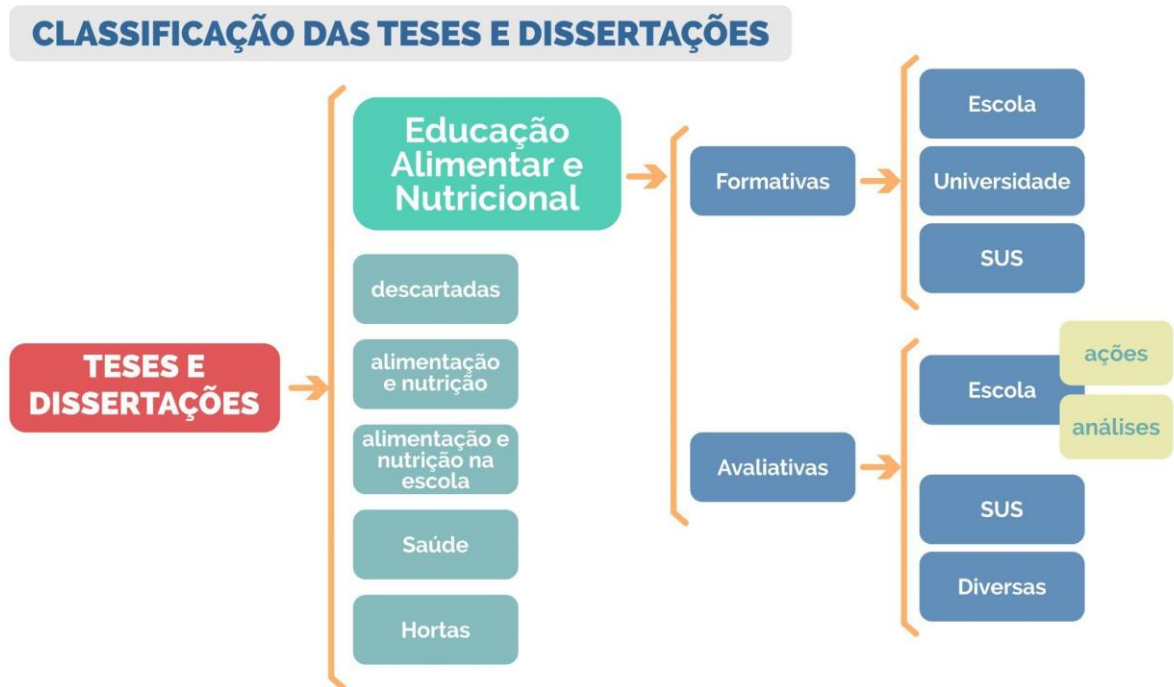 CLASSIFICAÇÃO DAS TESES E DISSERTAÇÕES
TESES E
DISSERTAÇÕES
Educação
Alimentar e
Nutricional
descartadas
alimentação
e nutrição
alimentação e
nutrição na
escola
Saúde
Hortas
Formativas
Escola
Universidade
SUS
Avaliativas
Escola
ações
análises
SUS
Diversas